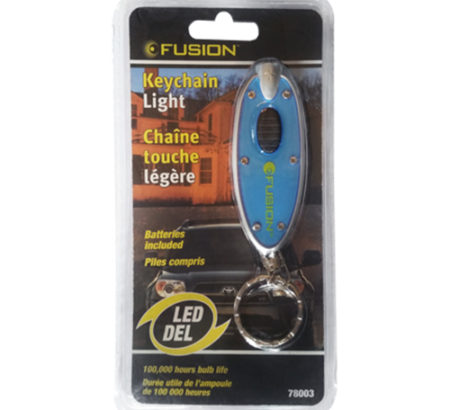 FUSION
Keychain
Light
Chaîne
touche
légère
FUSION
Batteries
included
Piles compris
LED
DEL
100,000 hours bulb life
Durée utile de l'ampoule
de 100 000 heures
78003